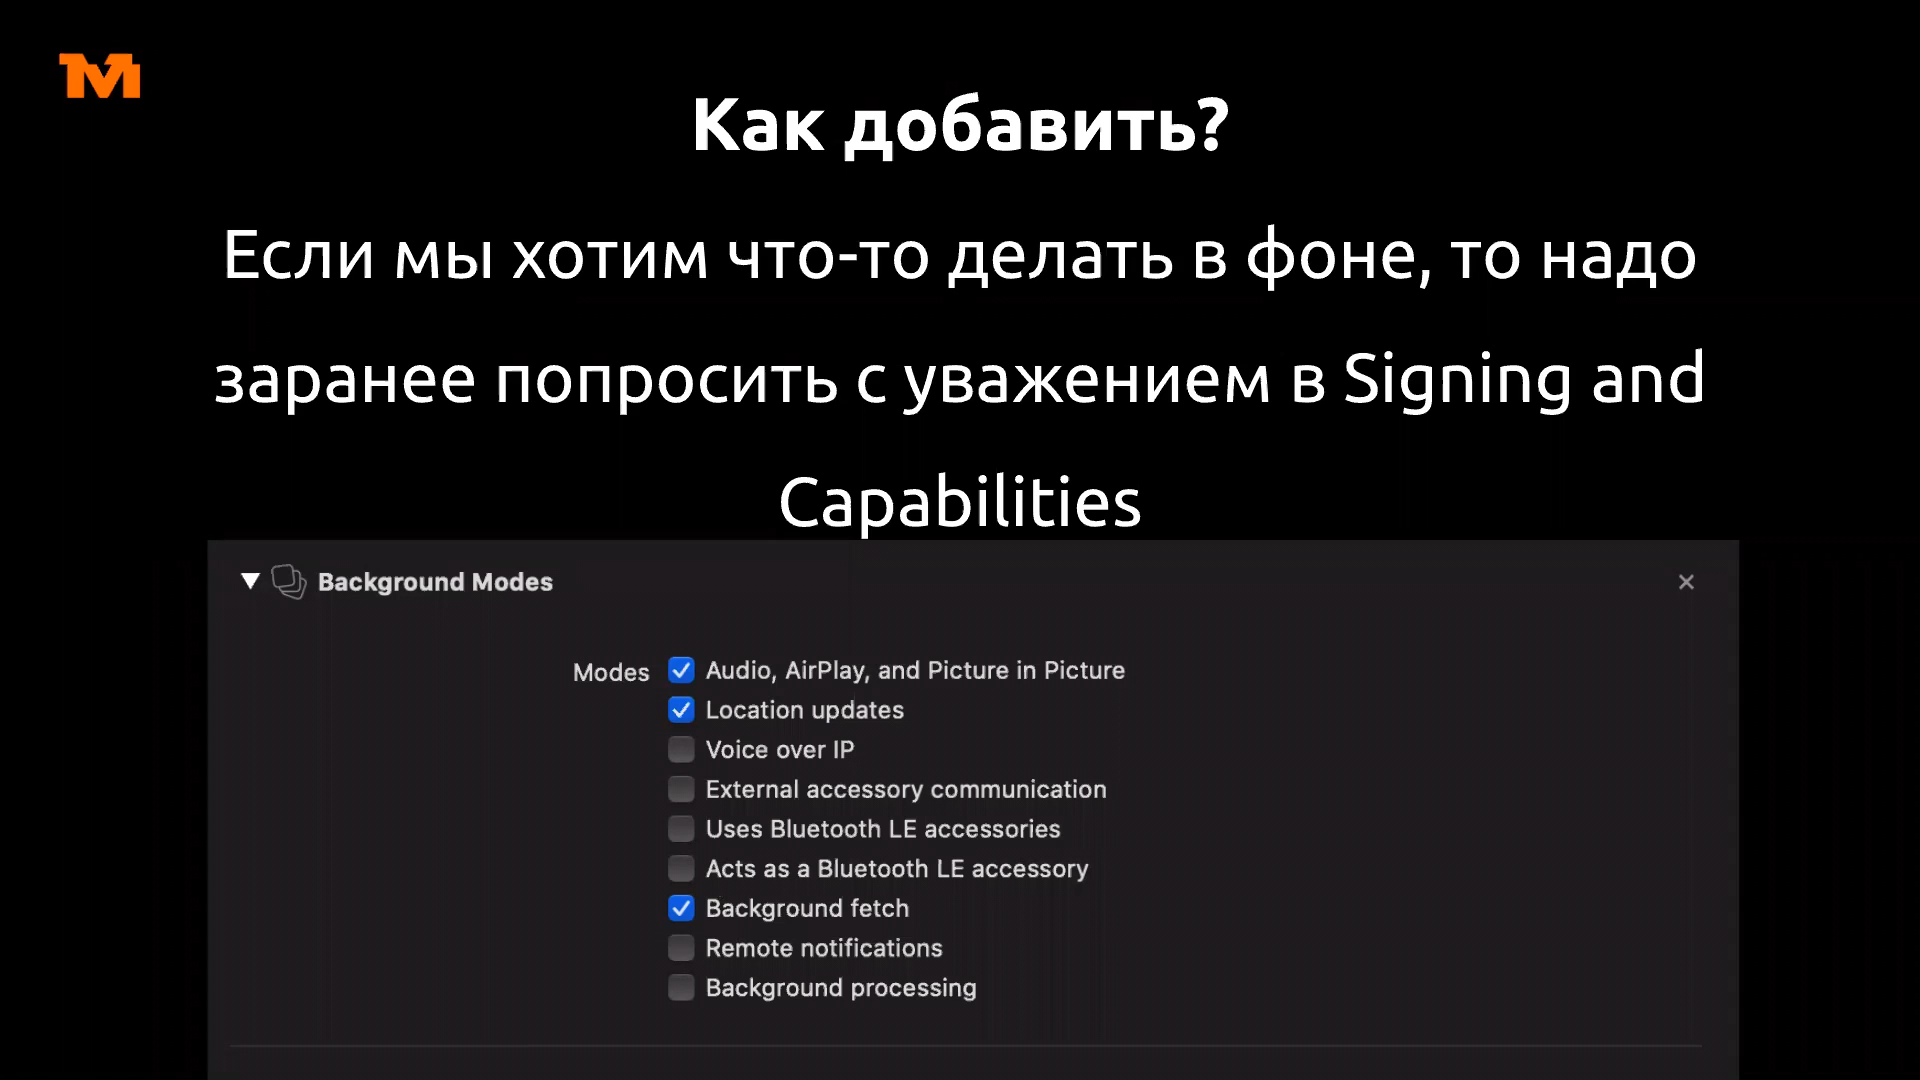 Как добавить?
Если мы хотим что-то делать в фоне, то надо
заранее попросить с уважением в Signing and
Capabilities
Background Modes
Modes Audio, AirPlay, and Picture in Picture
Location updates
Voice over IP
External accessory communication
Uses Bluetooth LE accessories
Acts as a Bluetooth LE accessory
Background fetch
Remote notifications
Background processing